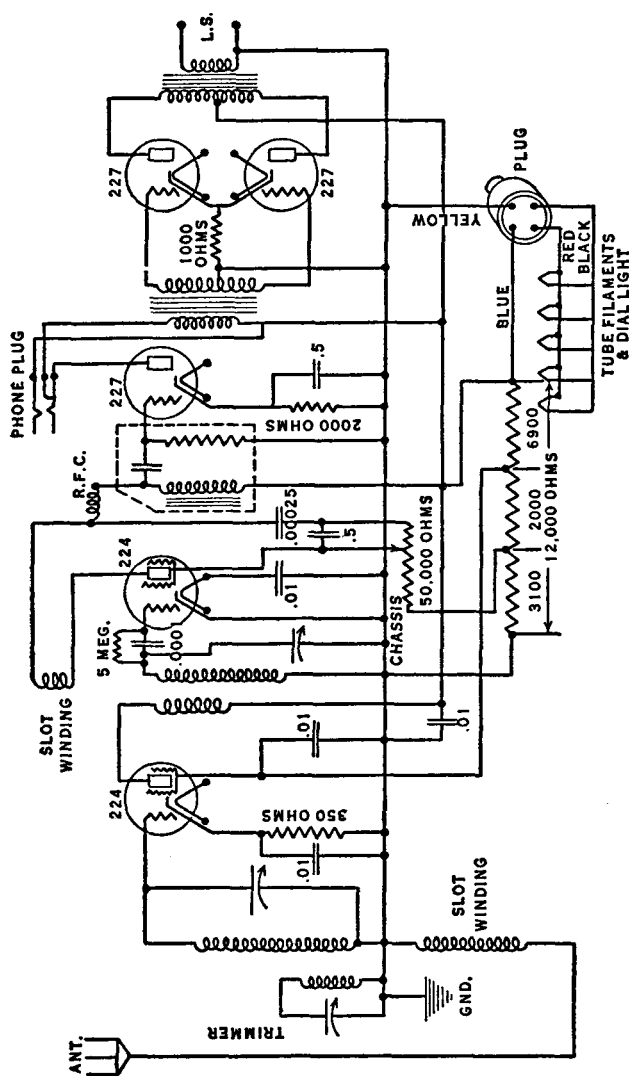 ANT.
TRIMMER
GND.
SLOT
WINDING
224
.01
350 OHMS
.01
.01
SLOT
WINDING
5 MEG.
.000
224
.01
CHASSIS
R.F.C.
.00025
.5
50,000 OHMS
3100
2000
6900
12,000 OHMS
PHONE PLUG
227
2000 OHMS
.5
227
1000
OHMS
227
L.S.
YELLOW
BLUE
RED
BLACK
PLUG
TUBE FILAMENTS
& DIAL LIGHT